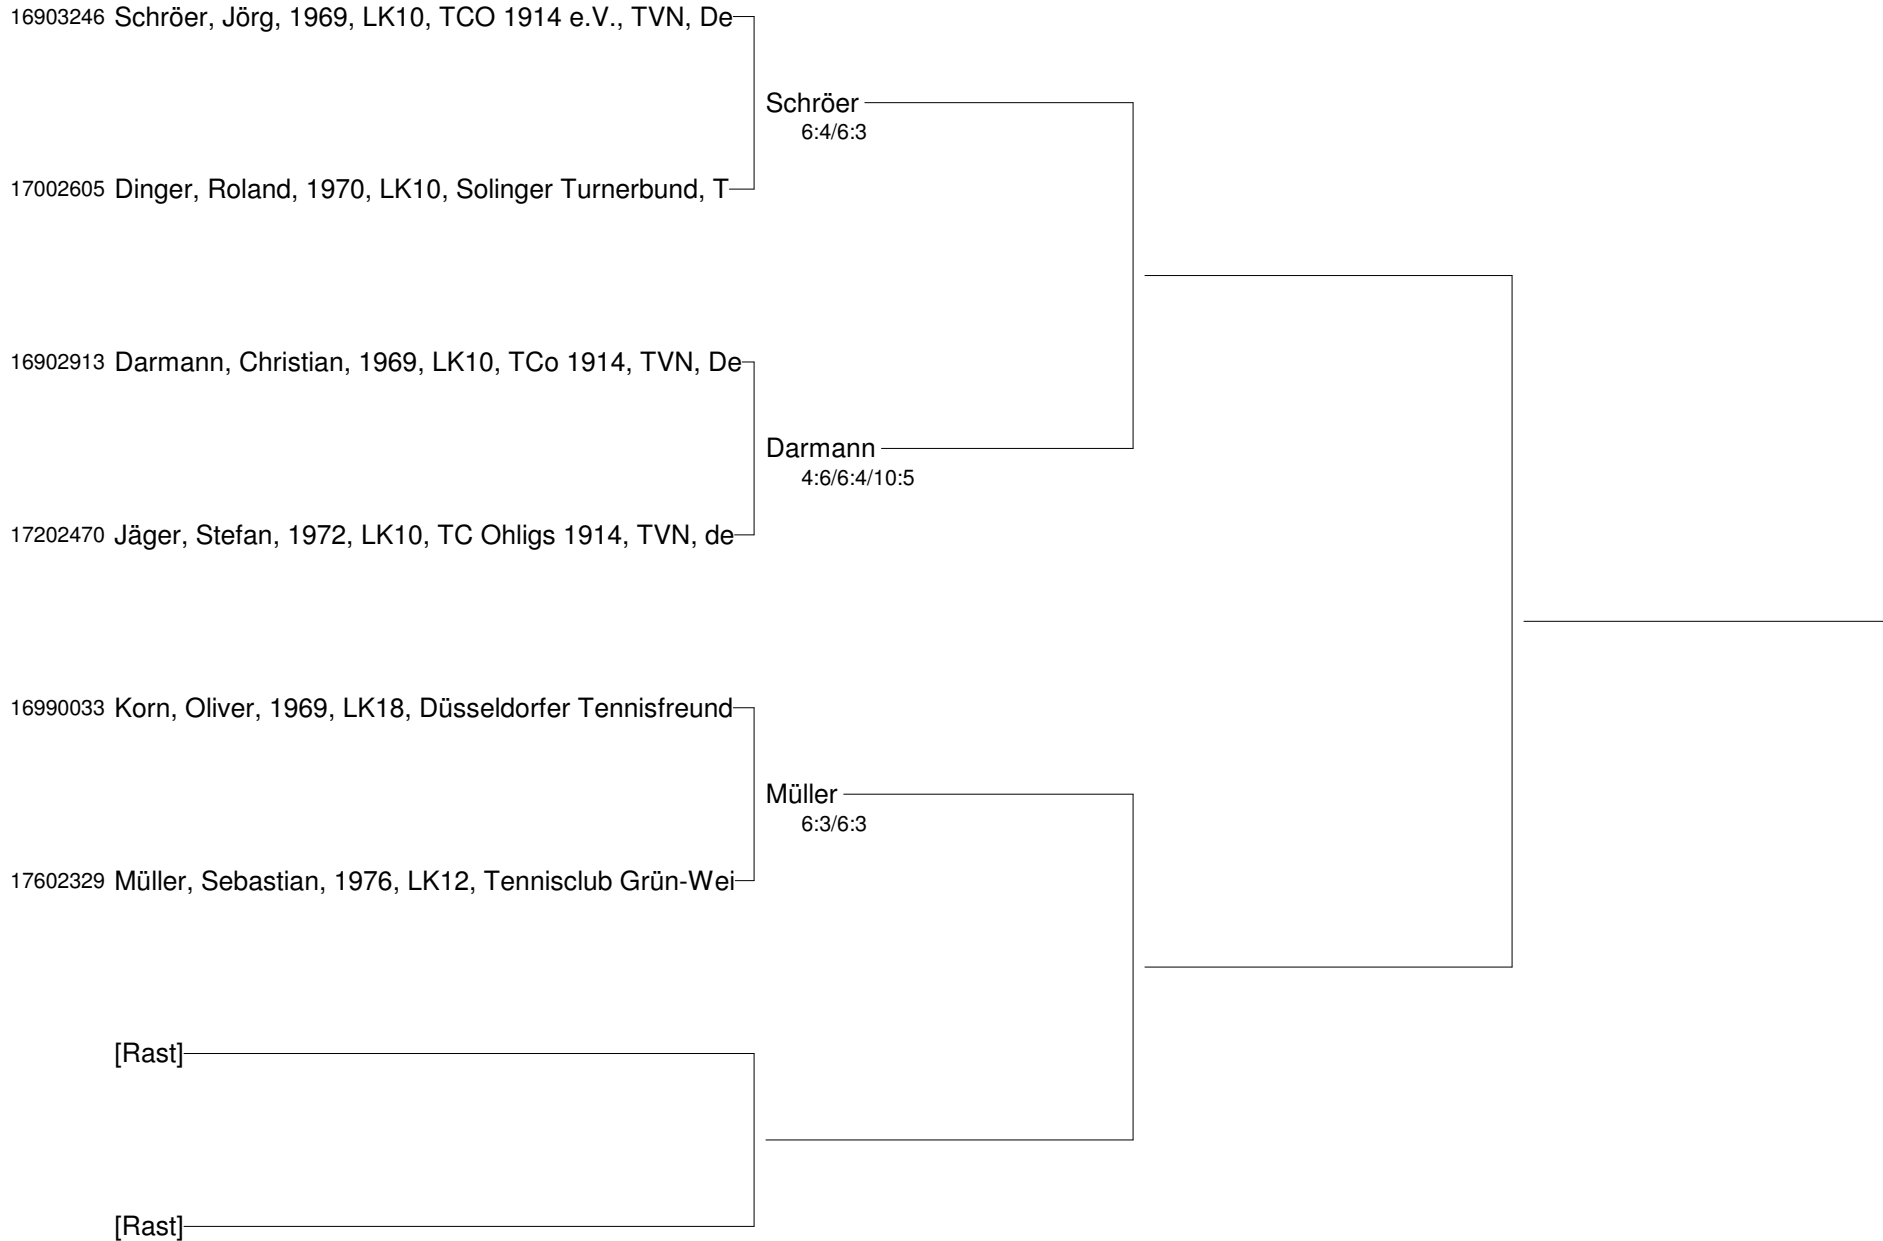 16903246 Schröer, Jörg, 1969, LK10, TCO 1914 e.V., TVN, De
Schröer
6:4/6:3
17002605 Dinger, Roland, 1970, LK10, Solinger Turnerbund, T
16902913 Darmann, Christian, 1969, LK10, TCo 1914, TVN, De
Darmann
4:6/6:4/10:5
17202470 Jäger, Stefan, 1972, LK10, TC Ohligs 1914, TVN, de
16990033 Korn, Oliver, 1969, LK18, Düsseldorfer Tennisfreund
Müller
6:3/6:3
17602329 Müller, Sebastian, 1976, LK12, Tennisclub Grün-Wei
[Rast]
[Rast]